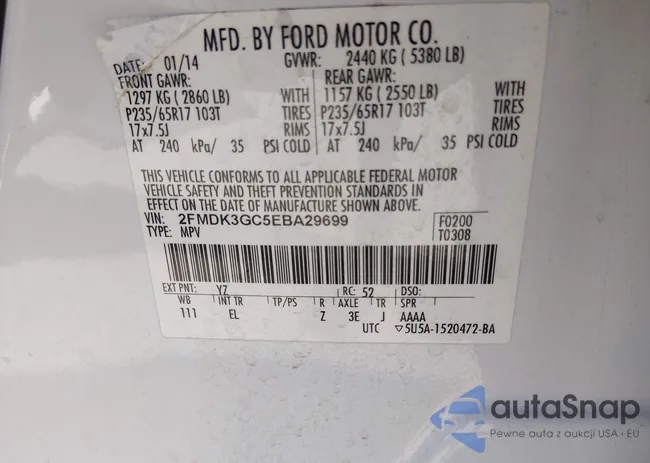 MFD. BY FORD MOTOR CO.
DATE: 01/14 GVWR: 2440 KG ( 5380 LB)
FRONT GAWR: REAR GAWR:
1297 KG ( 2860 LB) WITH 1157 KG ( 2550 LB) WITH
P235/65R17 103T TIRES P235/65R17 103T TIRES
17x7.5J RIMS 17x7.5J RIMS
AT 240 kPa/ 35 PSI COLD AT 240 kPa/ 35 PSI COLD
THIS VEHICLE CONFORMS TO ALL APPLICABLE FEDERAL MOTOR
VEHICLE SAFETY AND THEFT PREVENTION STANDARDS IN
EFFECT ON THE DATE OF MANUFACTURE SHOWN ABOVE.
VIN: 2FMDK3GC5EBA29699 F0200
TYPE: MPV T0308
EXT PNT: YZ RC: 52 DSO:
WB INT TR TP/PS R AXLE TR SPR
111 EL Z 3E J AAAA
UTC ▽5U5A-1520472-BA
autoSnap
Pewne auta z aukcji USA i EU